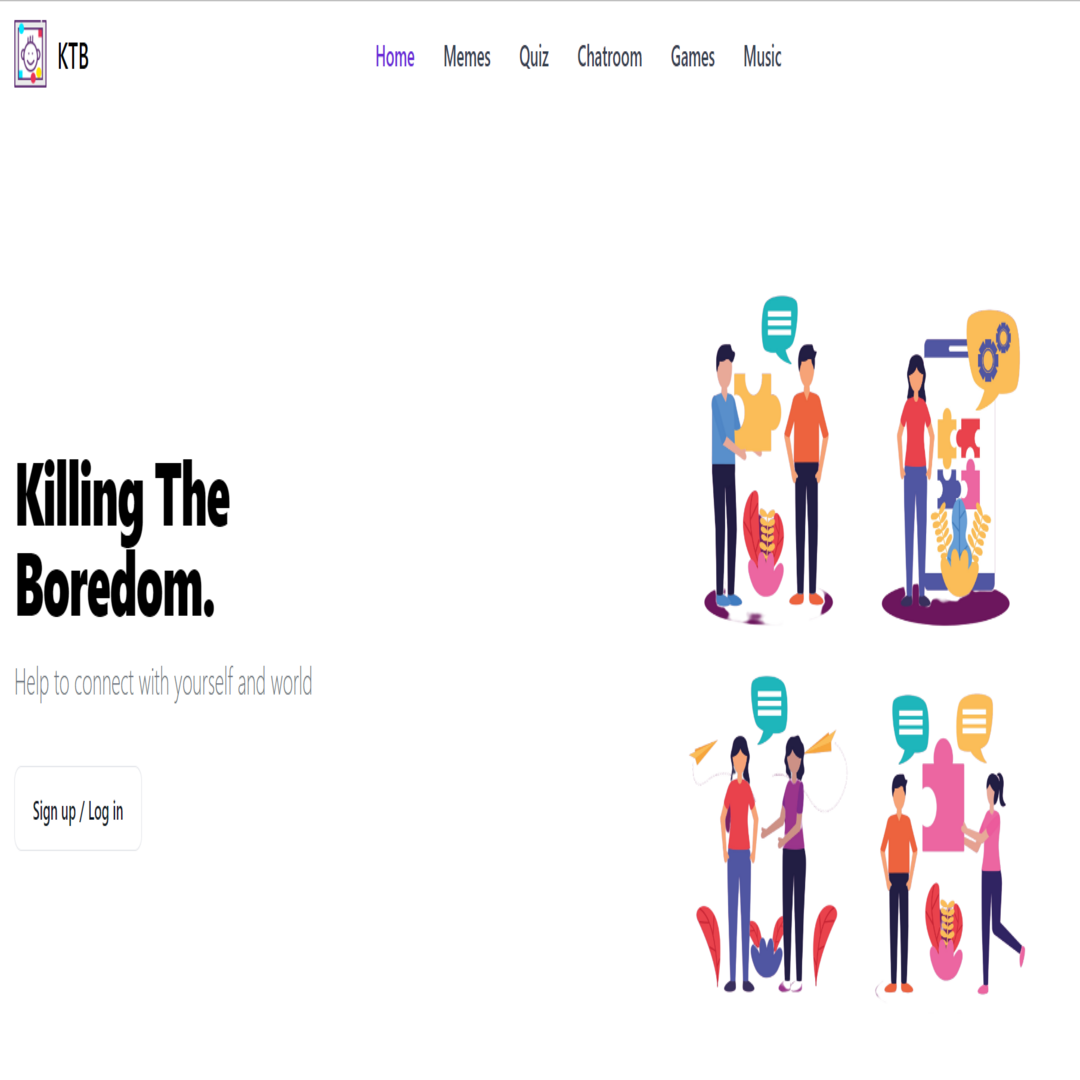 KTB
Home Memes Quiz Chatroom Games Music
Killing The
Boredom.
Help to connect with yourself and world
Sign up / Log in